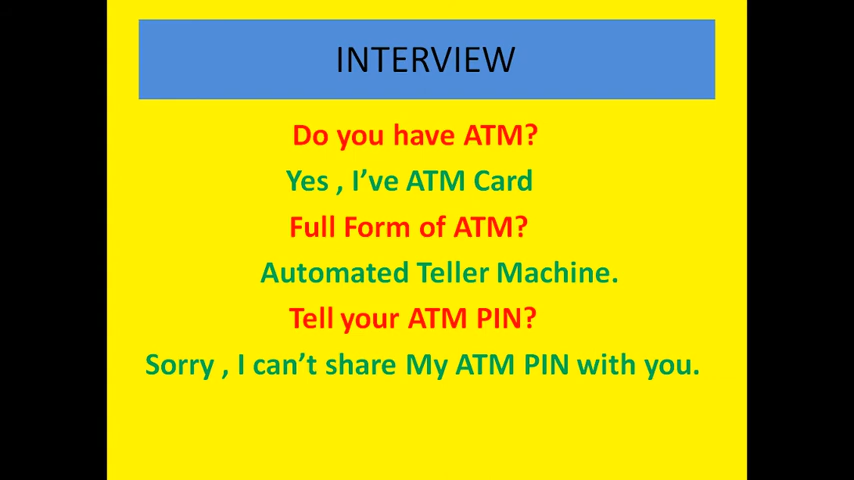 INTERVIEW
Do you have ATM?
Yes , I've ATM Card
Full Form of ATM?
Automated Teller Machine.
Tell your ATM PIN?
Sorry , I can't share My ATM PIN with you.